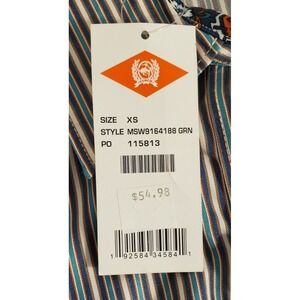 SIZE XS
STYLE MSW9164188 GRN
PO 115813
$54.98
1 92584 34584 1